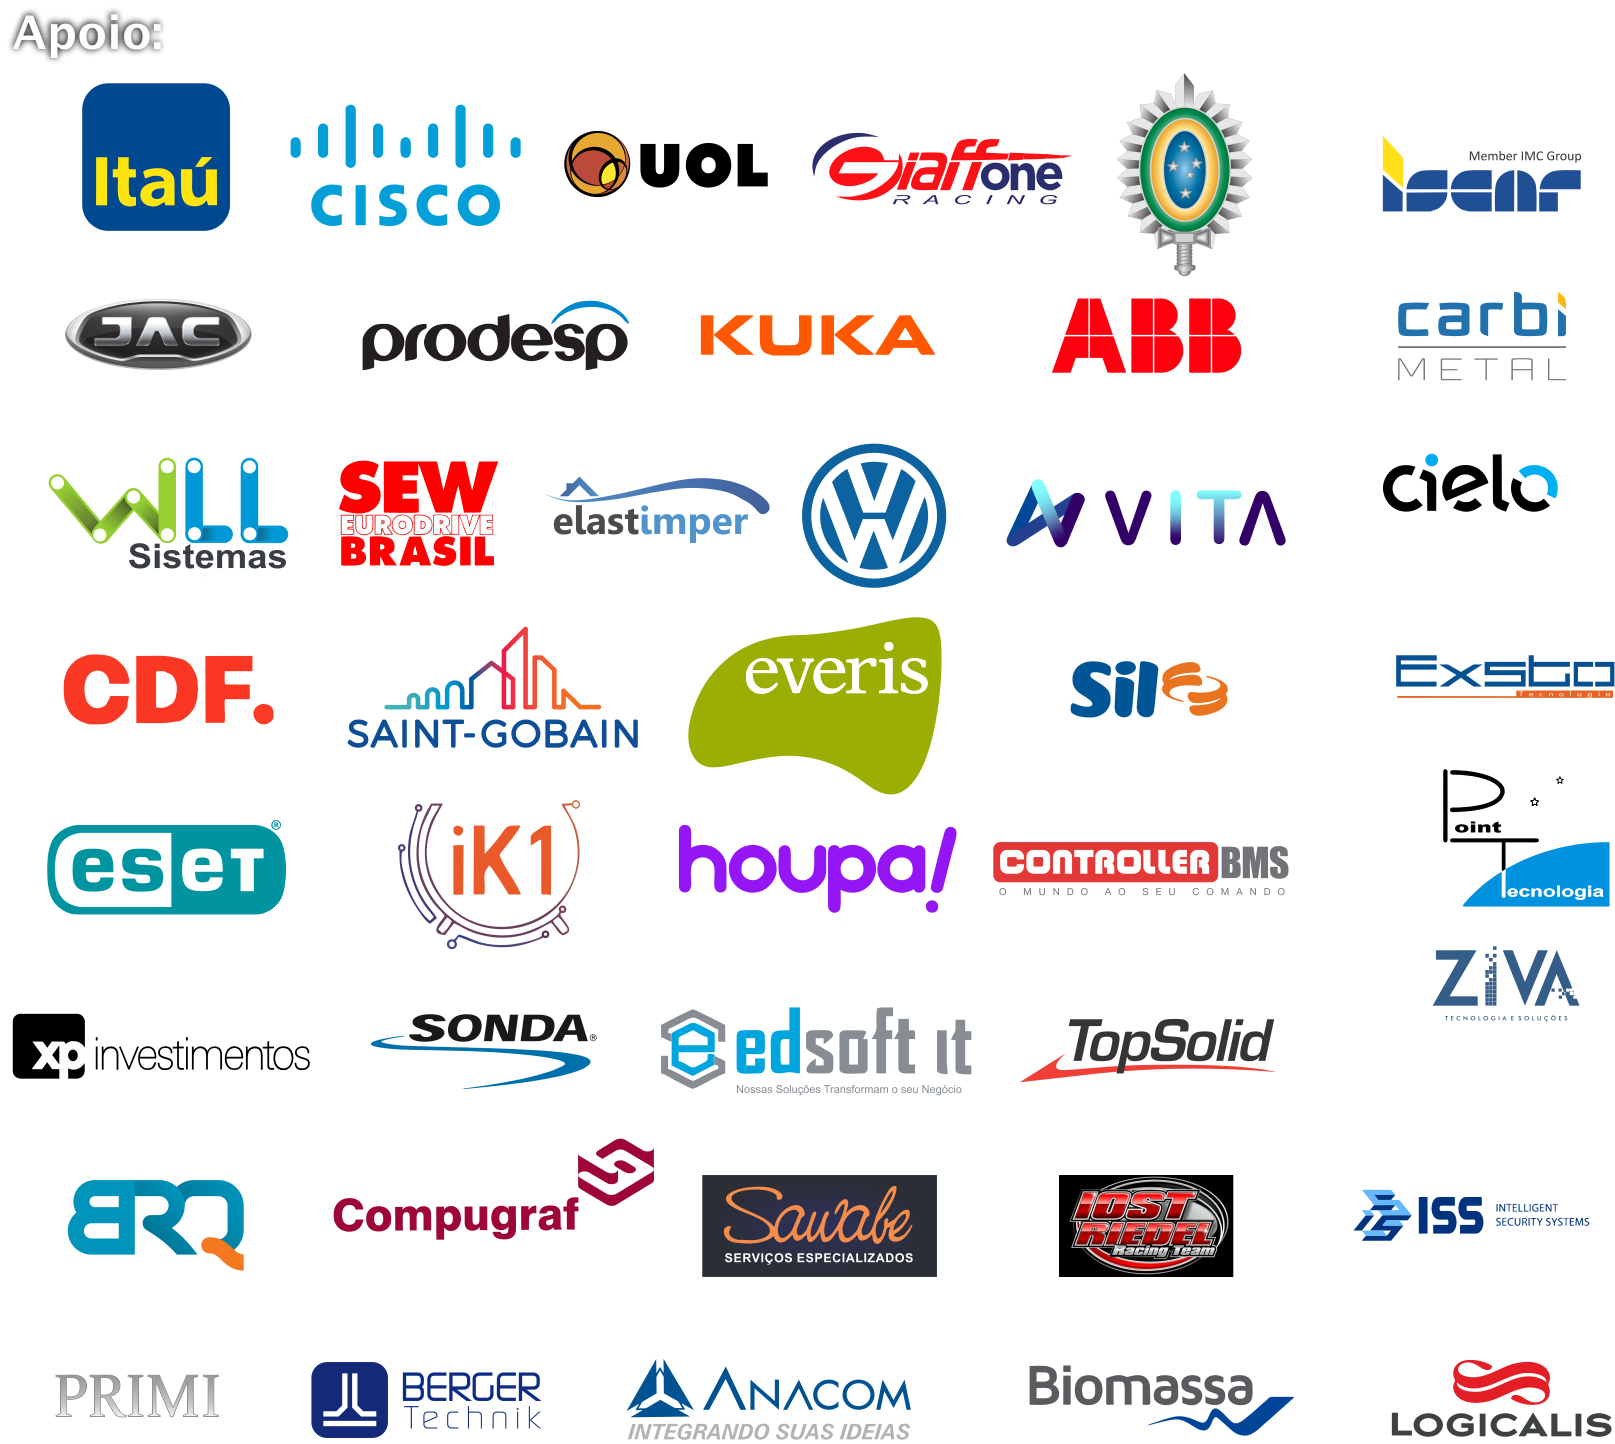 Apoio:
Itaú
CISCO
UOL
Giaffone
RACING
Member IMC Group
iscar
JAC
prodesp
KUKA
ABB
carbi
METAL
WLL
Sistemas
SEW
EURODRIVE
BRASIL
elastimper
VW
VITA
cielo
CDF.
SAINT-GOBAIN
everis
Sil
Exsto
Tecnologia
eseT®
iK1
houpa!
CONTROLLER BMS
O MUNDO AO SEU COMANDO
Point
Tecnologia
ZIVA
TECNOLOGIA E SOLUÇÕES
xp investimentos
SONDA®
e edsoft it
Nossas Soluções Transformam o seu Negócio
TopSolid
BRQ
Compugraf
Sawabe
SERVIÇOS ESPECIALIZADOS
IOST
RIEDEL
Racing Team
ISS INTELLIGENT
SECURITY SYSTEMS
PRIMI
BERGER
Technik
ANACOM
INTEGRANDO SUAS IDEIAS
Biomassa
LOGICALIS